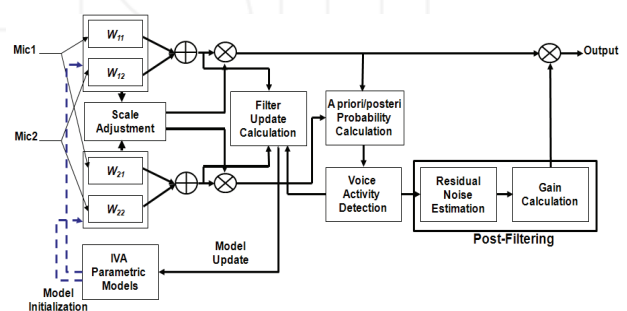 Mic1
W11
W12
Output
Scale
Adjustment
Filter
Update
Calculation
A priori/posteri
Probability
Calculation
Mic2
W21
W22
Voice
Activity
Detection
Residual
Noise
Estimation
Gain
Calculation
Post-Filtering
IVA
Parametric
Models
Model
Update
Model
Initialization